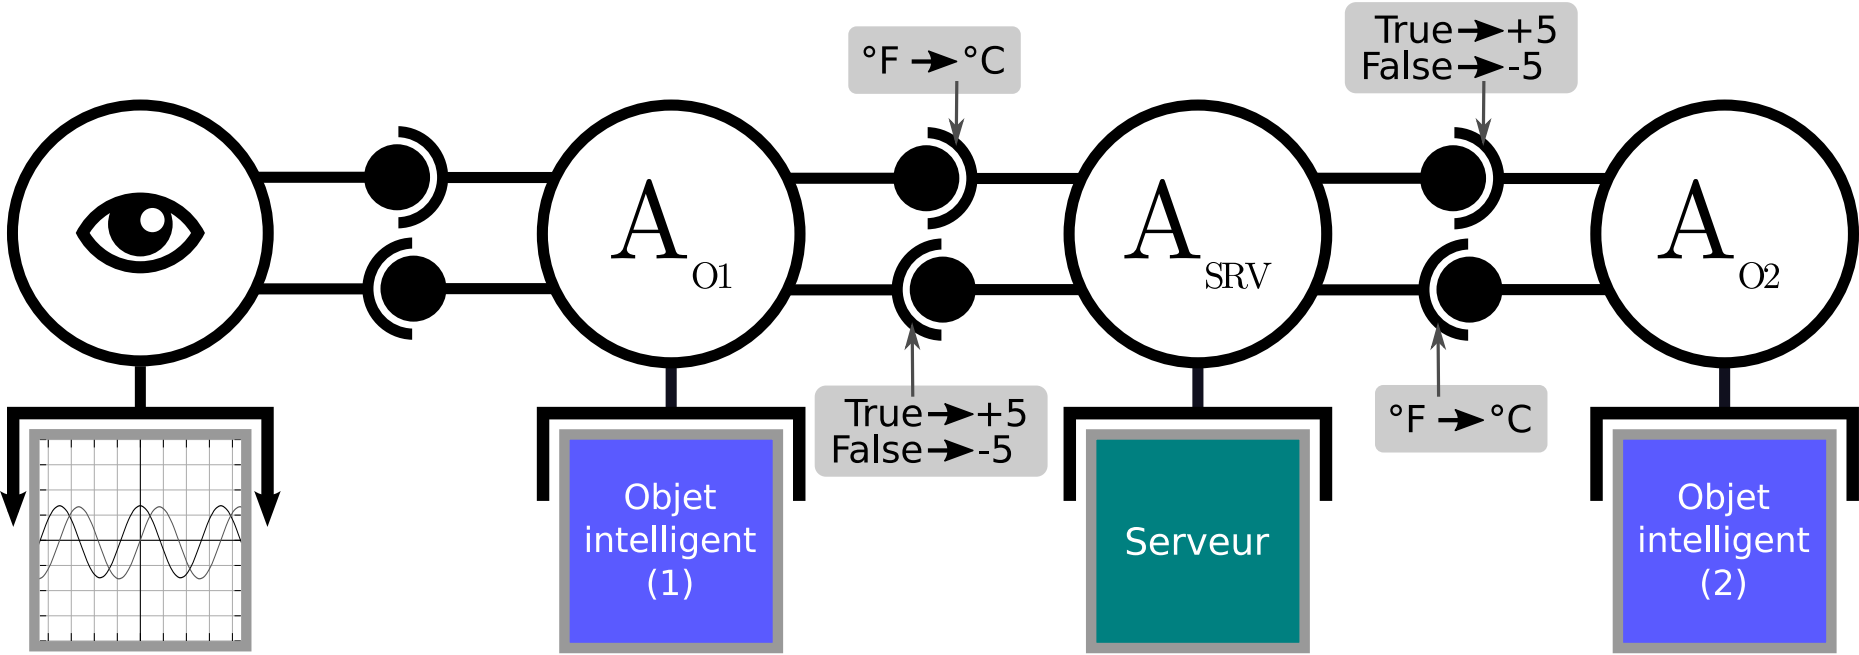 °F → °C
True → +5
False → -5
A O1
A SRV
A O2
True → +5
False → -5
°F → °C
Objet
intelligent
(1)
Serveur
Objet
intelligent
(2)